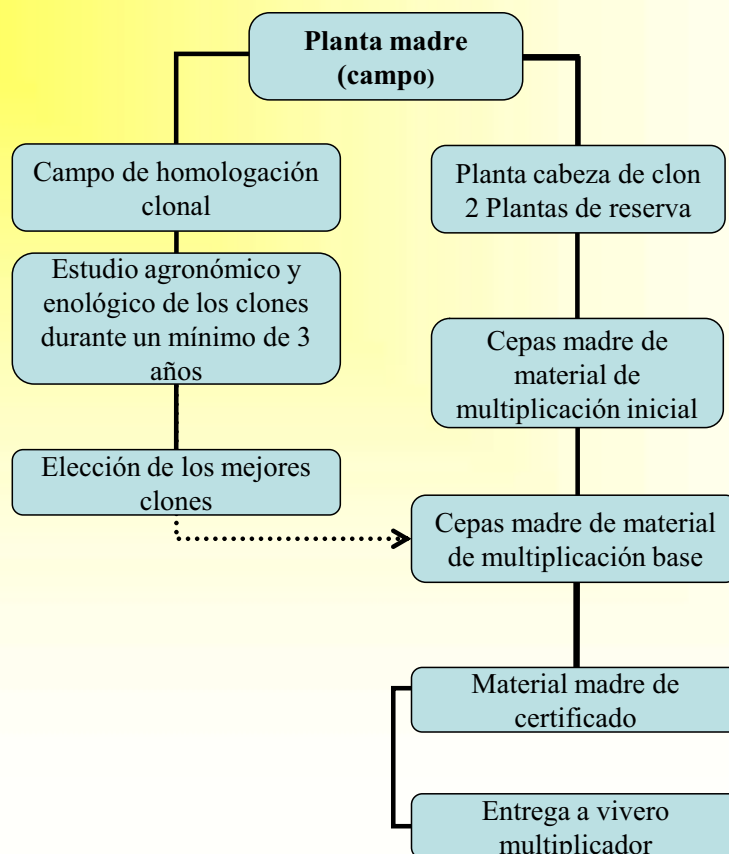 Planta madre
(campo)
Campo de homologación
clonal
Estudio agronómico y
enológico de los clones
durante un mínimo de 3
años
Elección de los mejores
clones
Planta cabeza de clon
2 Plantas de reserva
Cepas madre de
material de
multiplicación inicial
Cepas madre de material
de multiplicación base
Material madre de
certificado
Entrega a vivero
multiplicador